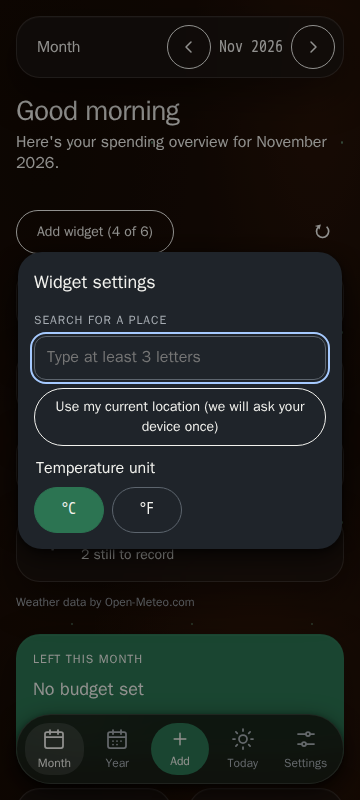 Month
Nov 2026
Good morning
Here's your spending overview for November
2026.
Add widget (4 of 6)
Widget settings
SEARCH FOR A PLACE
Type at least 3 letters
Use my current location (we will ask your
device once)
Temperature unit
°C
°F
2 still to record
Weather data by Open-Meteo.com
LEFT THIS MONTH
No budget set
Month
Year
Add
Today
Settings